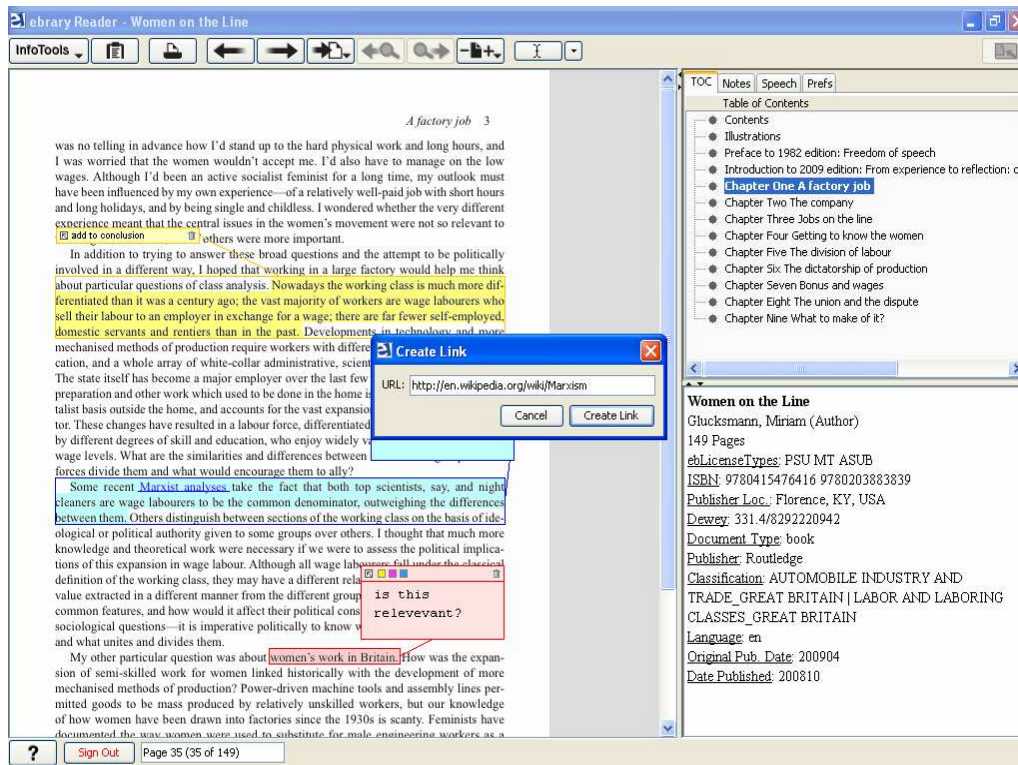 ebrary Reader - Women on the Line
InfoTools
A factory job 3
was no telling in advance how I'd stand up to the hard physical work and long hours, and
I was worried that the women wouldn't accept me. I'd also have to manage on the low
wages. Although I'd been an active socialist feminist for a long time, my outlook must
have been influenced by my own experience—of a relatively well-paid job with short hours
and long holidays, and by being single and childless. I wondered whether the very different
experience meant that the central issues in the women's movement were not so relevant to
add to conclusion
others were more important.
In addition to trying to answer these broad questions and the attempt to be politically
involved in a different way, I hoped that working in a large factory would help me think
about particular questions of class analysis. Nowadays the working class is much more dif-
ferentiated than it was a century ago; the vast majority of workers are wage labourers who
sell their labour to an employer in exchange for a wage; there are far fewer self-employed,
domestic servants and rentiers than in the past. Developments in technology and more
mechanised methods of production require workers with differe
cation, and a whole array of white-collar administrative, scient
The state itself has become a major employer over the last few
preparation and other work which used to be done in the home is
talist basis outside the home, and accounts for the vast expansio
tor. These changes have resulted in a labour force, differentiated
by different degrees of skill and education, who enjoy widely va
wage levels. What are the similarities and differences between
forces divide them and what would encourage them to ally?
Some recent Marxist analyses take the fact that both top scientists, say, and night
cleaners are wage labourers to be the common denominator, outweighing the differences
between them. Others distinguish between sections of the working class on the basis of ide-
ological or political authority given to some groups over others. I thought that much more
knowledge and theoretical work were necessary if we were to assess the political implica-
tions of this expansion in wage labour. Although all wage labourers fall under the classical
definition of the working class, they may have a different rela
value extracted in a different manner from the different group
common features, and how would it affect their political cons
sociological questions—it is imperative politically to know w
and what unites and divides them.
is this
relevevant?
My other particular question was about women's work in Britain. How was the expan-
sion of semi-skilled work for women linked historically with the development of more
mechanised methods of production? Power-driven machine tools and assembly lines per-
mitted goods to be mass produced by relatively unskilled workers, but our knowledge
of how women have been drawn into factories since the 1930s is scanty. Feminists have
documented the way women were used to substitute for male engineering workers as a
Create Link
URL: http://en.wikipedia.org/wiki/Marxism
Cancel Create Link
TOC Notes Speech Prefs
Table of Contents
Contents
Illustrations
Preface to 1982 edition: Freedom of speech
Introduction to 2009 edition: From experience to reflection: c
Chapter One A factory job
Chapter Two The company
Chapter Three Jobs on the line
Chapter Four Getting to know the women
Chapter Five The division of labour
Chapter Six The dictatorship of production
Chapter Seven Bonus and wages
Chapter Eight The union and the dispute
Chapter Nine What to make of it?
Women on the Line
Glucksmann, Miriam (Author)
149 Pages
ebLicenseTypes: PSU MT ASUB
ISBN: 9780415476416 9780203883839
Publisher Loc.: Florence, KY, USA
Dewey: 331.4/8292220942
Document Type: book
Publisher: Routledge
Classification: AUTOMOBILE INDUSTRY AND
TRADE_GREAT BRITAIN | LABOR AND LABORING
CLASSES_GREAT BRITAIN
Language: en
Original Pub. Date: 200904
Date Published: 200810
? Sign Out Page 35 (35 of 149)